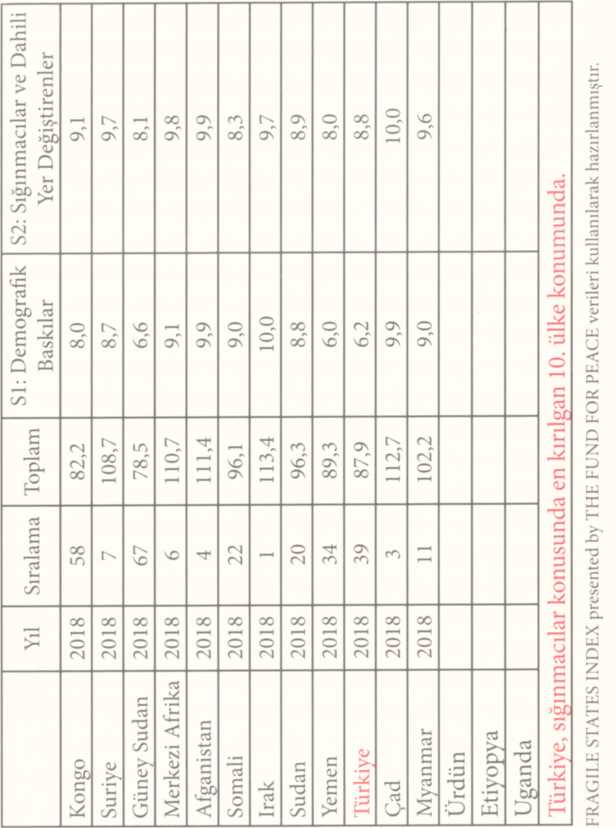 Yıl Sıralama Toplam S1: Demografik Baskılar S2: Sığınmacılar ve Dahili Yer Değiştirenler
Kongo 2018 58 82,2 8,0 9,1
Suriye 2018 7 108,7 8,7 9,7
Güney Sudan 2018 67 78,5 6,6 8,1
Merkezi Afrika 2018 6 110,7 9,1 9,8
Afganistan 2018 4 111,4 9,9 9,9
Somali 2018 22 96,1 9,0 8,3
Irak 2018 1 113,4 10,0 9,7
Sudan 2018 20 96,3 8,8 8,9
Yemen 2018 34 89,3 6,0 8,0
Türkiye 2018 39 87,9 6,2 8,8
Çad 2018 3 112,7 9,9 10,0
Myanmar 2018 11 102,2 9,0 9,6
Ürdün
Etiyopya
Uganda
Türkiye, sığınmacılar konusunda en kırılgan 10. ülke konumunda.
FRAGILE STATES INDEX presented by THE FUND FOR PEACE verileri kullanılarak hazırlanmıştır.